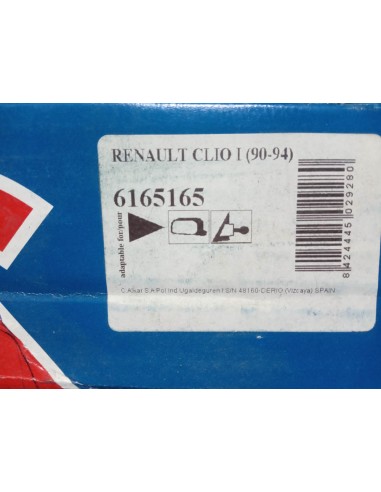 RENAULT CLIO I (90-94)
6165165
adaptable for/pour
8 424445 029280
C.Alkar S.A Pol.Ind Ugaldeguren I S/N 48160-DERIO (Vizcaya) SPAIN